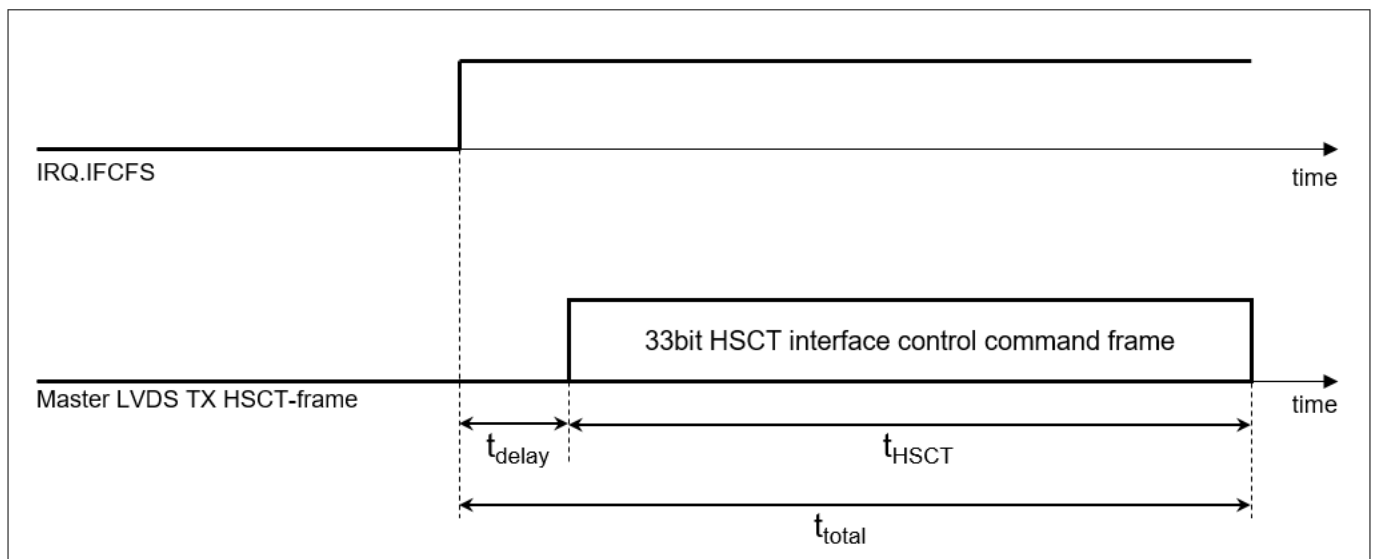 IRQ.IFCFS
time
33bit HSCT interface control command frame
Master LVDS TX HSCT-frame
time
tdelay
tHSCT
ttotal